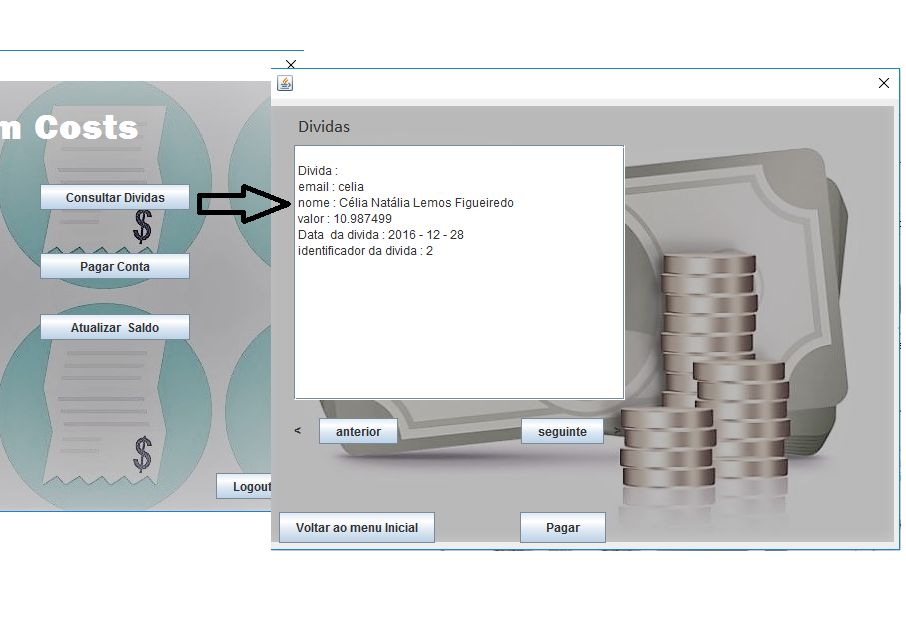 m Costs
Consultar Dividas
Pagar Conta
Atualizar Saldo
Logout
Dividas
Divida :
email : celia
nome : Célia Natália Lemos Figueiredo
valor : 10.987499
Data da divida : 2016 - 12 - 28
identificador da divida : 2
< anterior seguinte >
Voltar ao menu Inicial Pagar